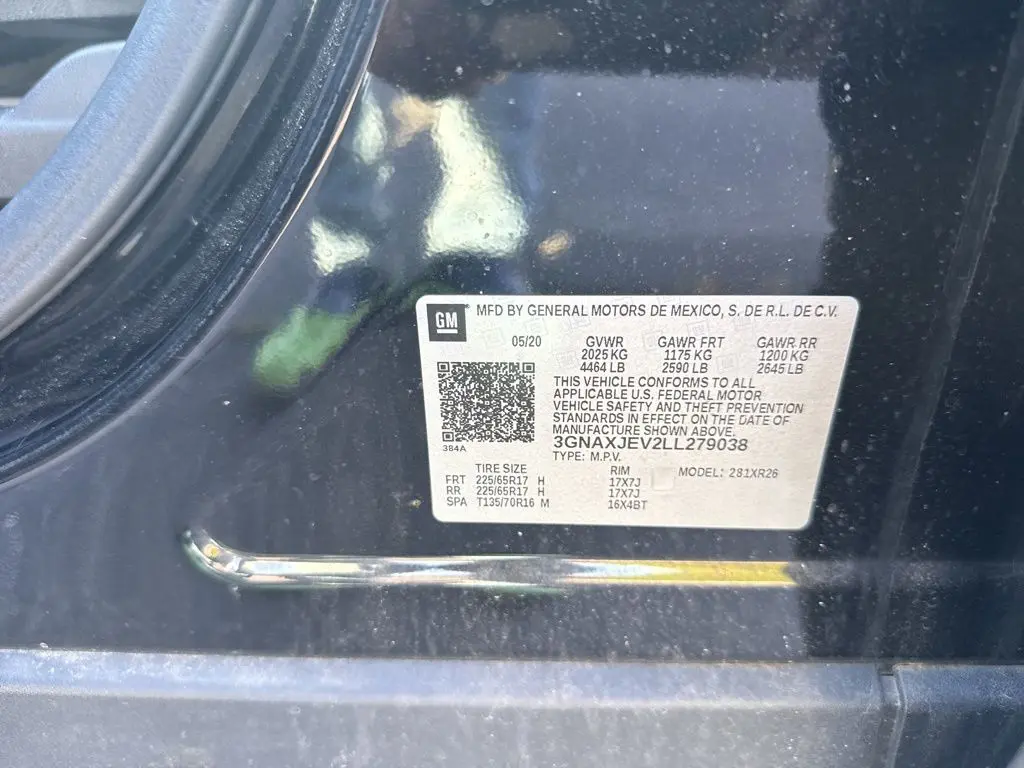 GM ® MFD BY GENERAL MOTORS DE MEXICO, S. DE R.L. DE C.V.
05/20 GVWR GAWR FRT GAWR RR
2025 KG 1175 KG 1200 KG
4464 LB 2590 LB 2645 LB
THIS VEHICLE CONFORMS TO ALL
APPLICABLE U.S. FEDERAL MOTOR
VEHICLE SAFETY AND THEFT PREVENTION
STANDARDS IN EFFECT ON THE DATE OF
MANUFACTURE SHOWN ABOVE.
384A 3GNAXJEV2LL279038
TYPE: M.P.V.
TIRE SIZE RIM MODEL: 281XR26
FRT 225/65R17 H 17X7J
RR 225/65R17 H 17X7J
SPA T135/70R16 M 16X4BT